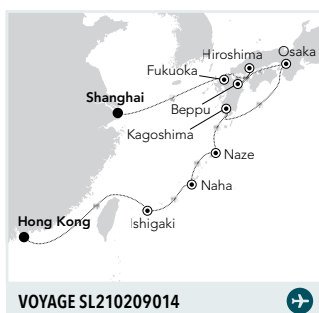 Hiroshima
Osaka
Fukuoka
Shanghai
Beppu
Kagoshima
Naze
Naha
Hong Kong
Ishigaki
VOYAGE SL210209014